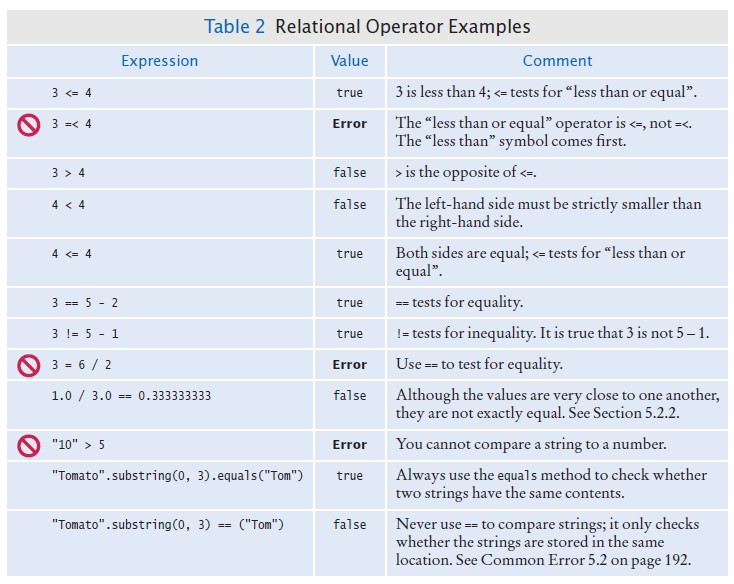 Table 2 Relational Operator Examples
Expression Value Comment
3 <= 4 true 3 is less than 4; <= tests for “less than or equal”.
3 =< 4 Error The “less than or equal” operator is <=, not =<.
The “less than” symbol comes first.
3 > 4 false > is the opposite of <=.
4 < 4 false The left-hand side must be strictly smaller than
the right-hand side.
4 <= 4 true Both sides are equal; <= tests for “less than or
equal”.
3 == 5 - 2 true == tests for equality.
3 != 5 - 1 true != tests for inequality. It is true that 3 is not 5 – 1.
3 = 6 / 2 Error Use == to test for equality.
1.0 / 3.0 == 0.333333333 false Although the values are very close to one another,
they are not exactly equal. See Section 5.2.2.
"10" > 5 Error You cannot compare a string to a number.
"Tomato".substring(0, 3).equals("Tom") true Always use the equals method to check whether
two strings have the same contents.
"Tomato".substring(0, 3) == ("Tom") false Never use == to compare strings; it only checks
whether the strings are stored in the same
location. See Common Error 5.2 on page 192.